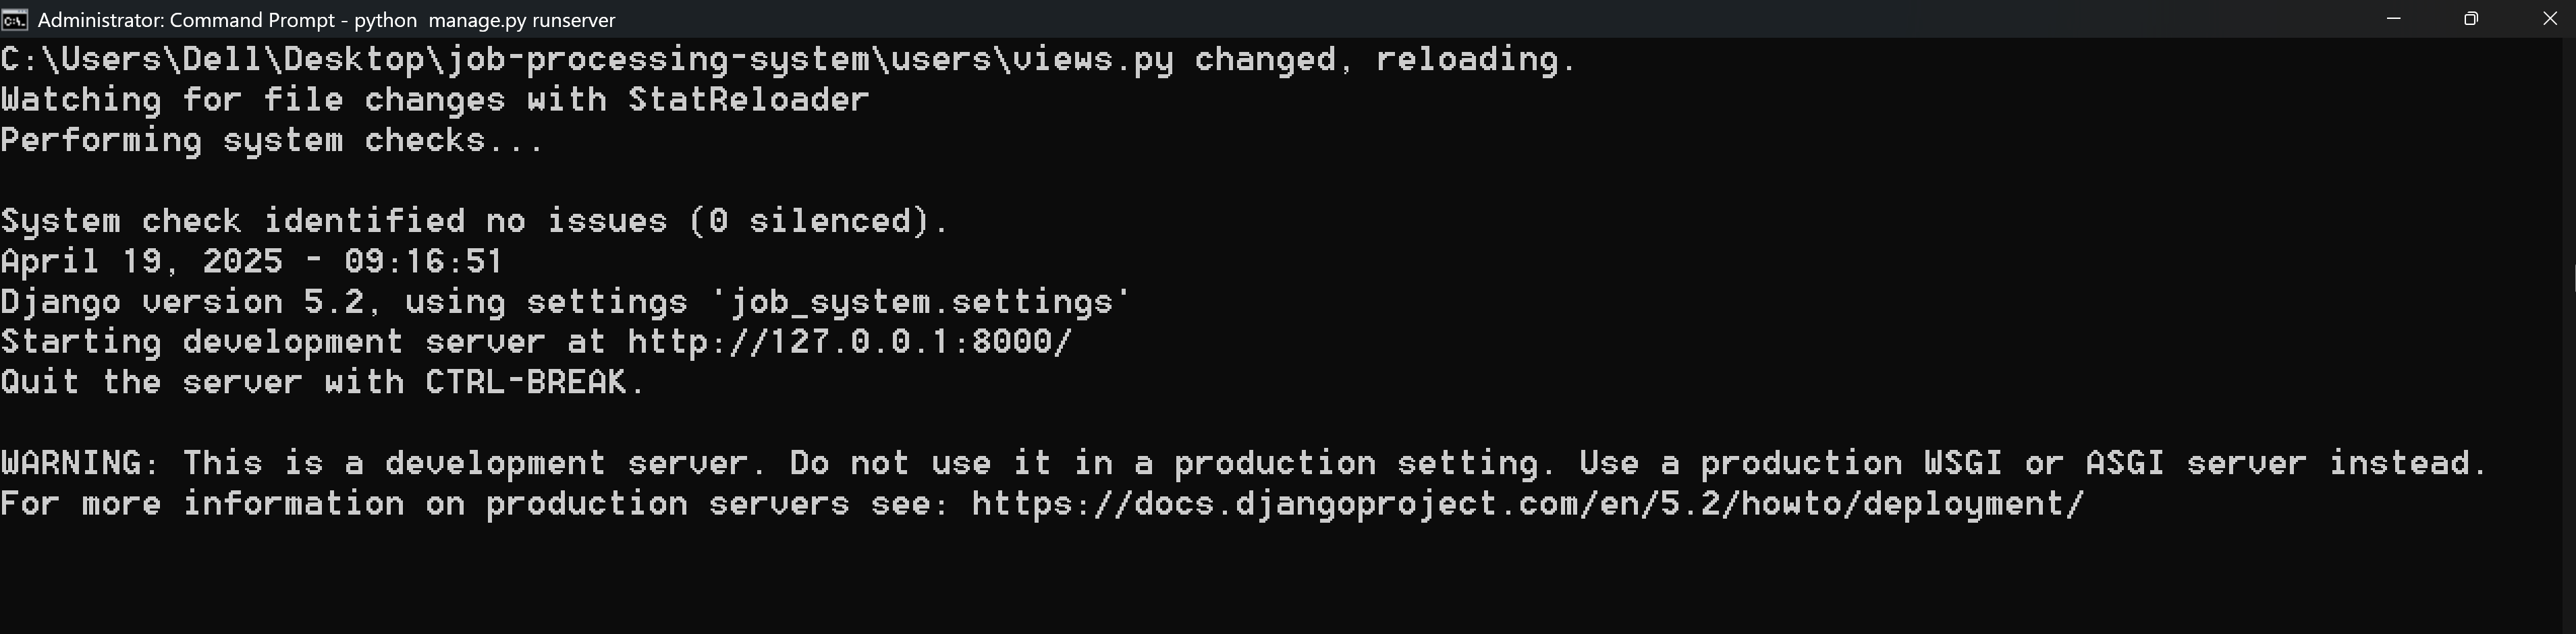 Administrator: Command Prompt - python  manage.py runserver
C:\Users\Dell\Desktop\job-processing-system\users\views.py changed, reloading.
Watching for file changes with StatReloader
Performing system checks...
System check identified no issues (0 silenced).
April 19, 2025 - 09:16:51
Django version 5.2, using settings 'job_system.settings'
Starting development server at http://127.0.0.1:8000/
Quit the server with CTRL-BREAK.
WARNING: This is a development server. Do not use it in a production setting. Use a production WSGI or ASGI server instead.
For more information on production servers see: https://docs.djangoproject.com/en/5.2/howto/deployment/